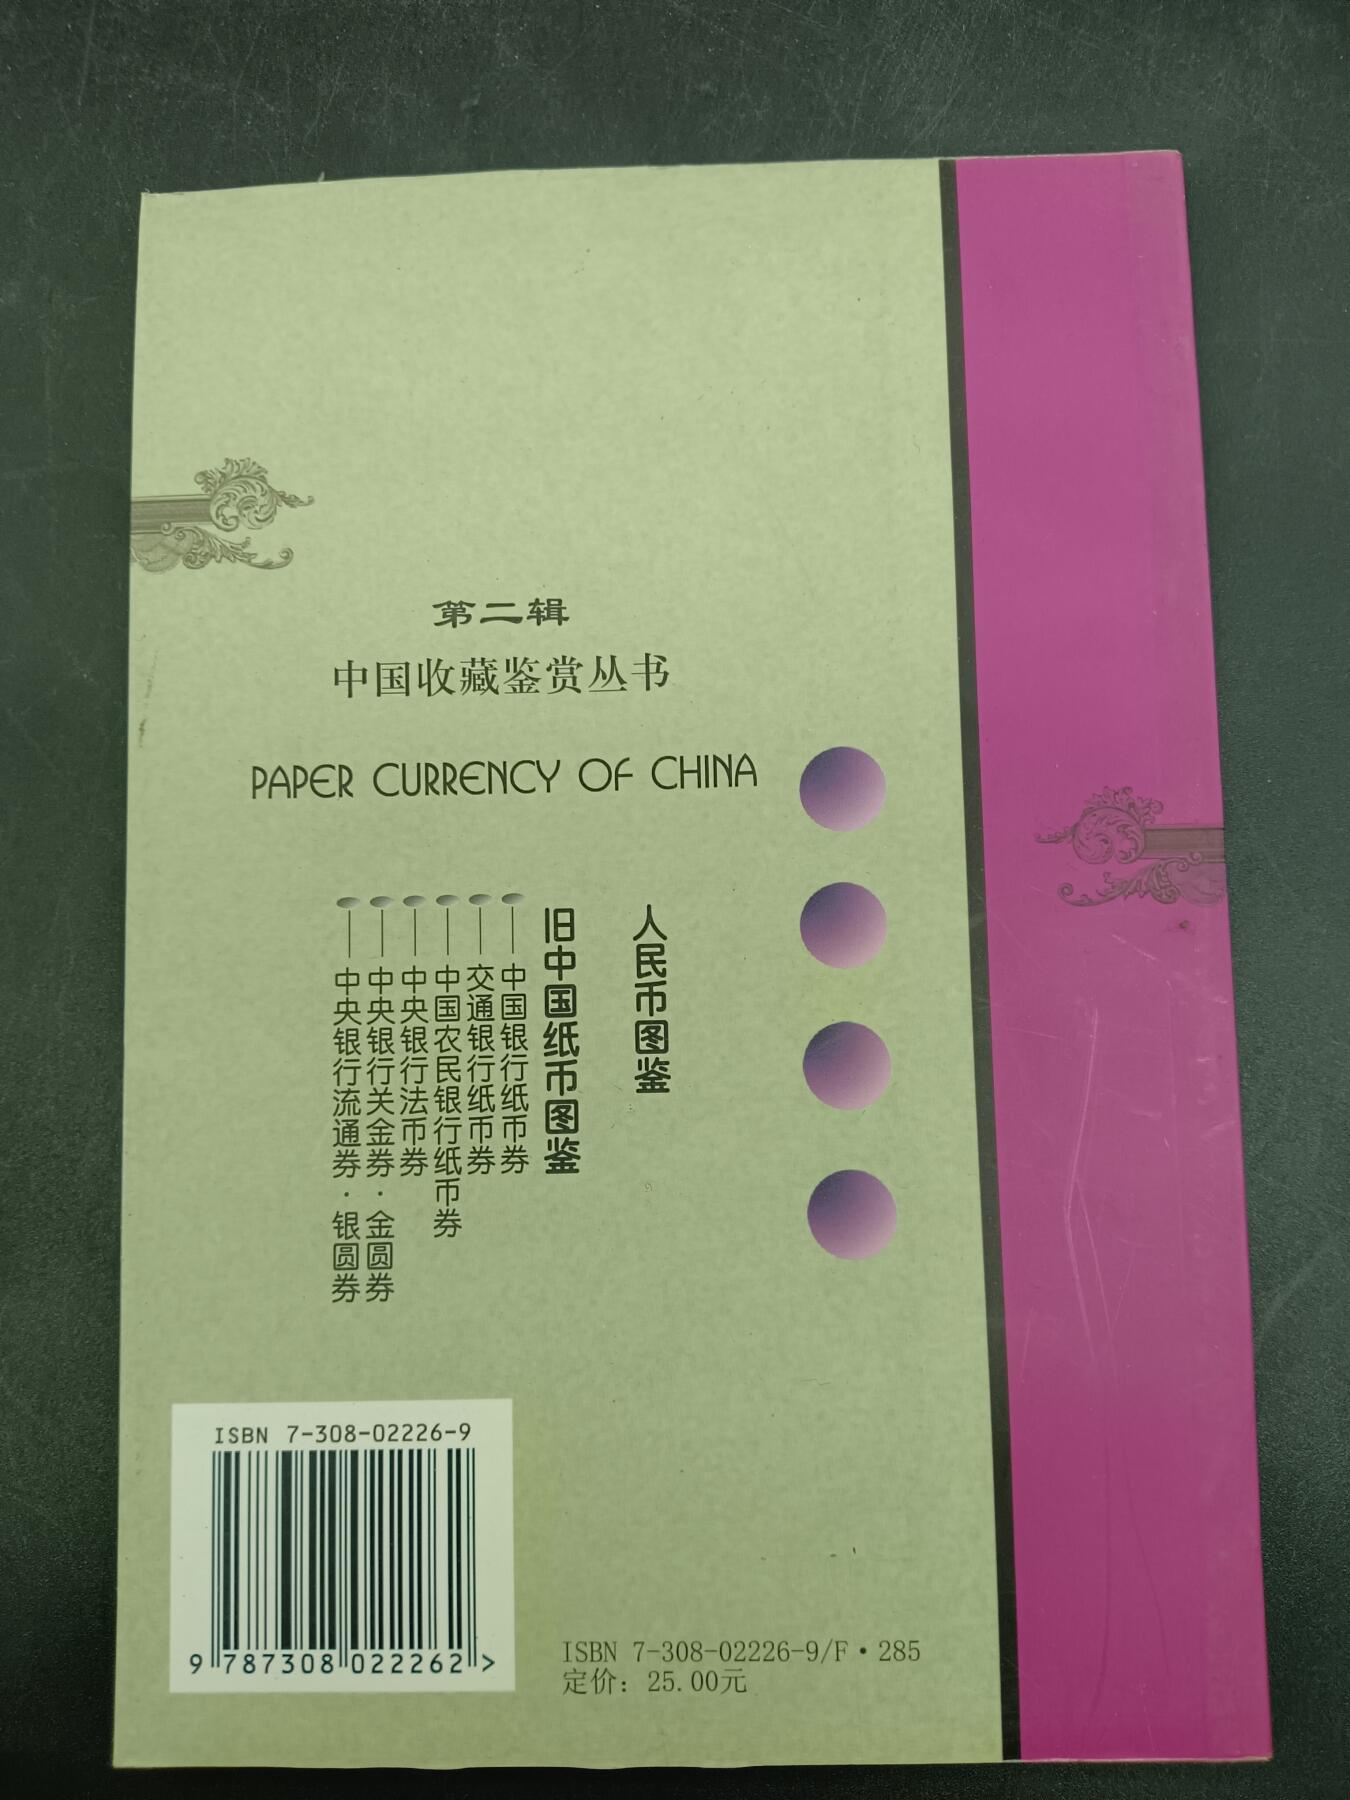 第二辑
中国收藏鉴赏丛书
PAPER CURRENCY OF CHINA
人民币图鉴
旧中国纸币图鉴
中国银行纸币券
交通银行纸币券
中国农民银行纸币券
中央银行法币券
中央银行关金券·金圆券
中央银行流通券·银圆券
ISBN 7-308-02226-9
9 787308 022262 >
ISBN 7-308-02226-9/F·285
定价：25.00元